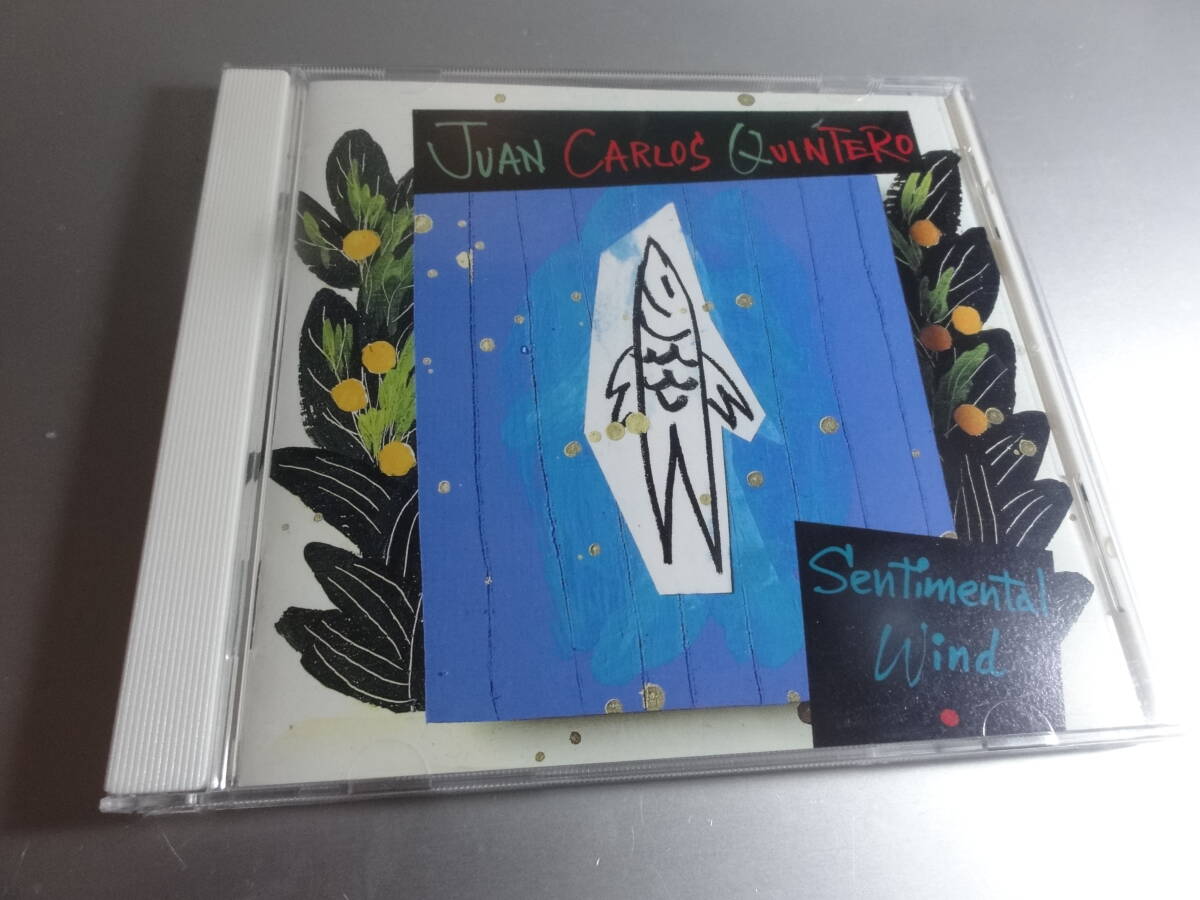 JUAN CARLOS QUINTERO
Sentimental
Wind